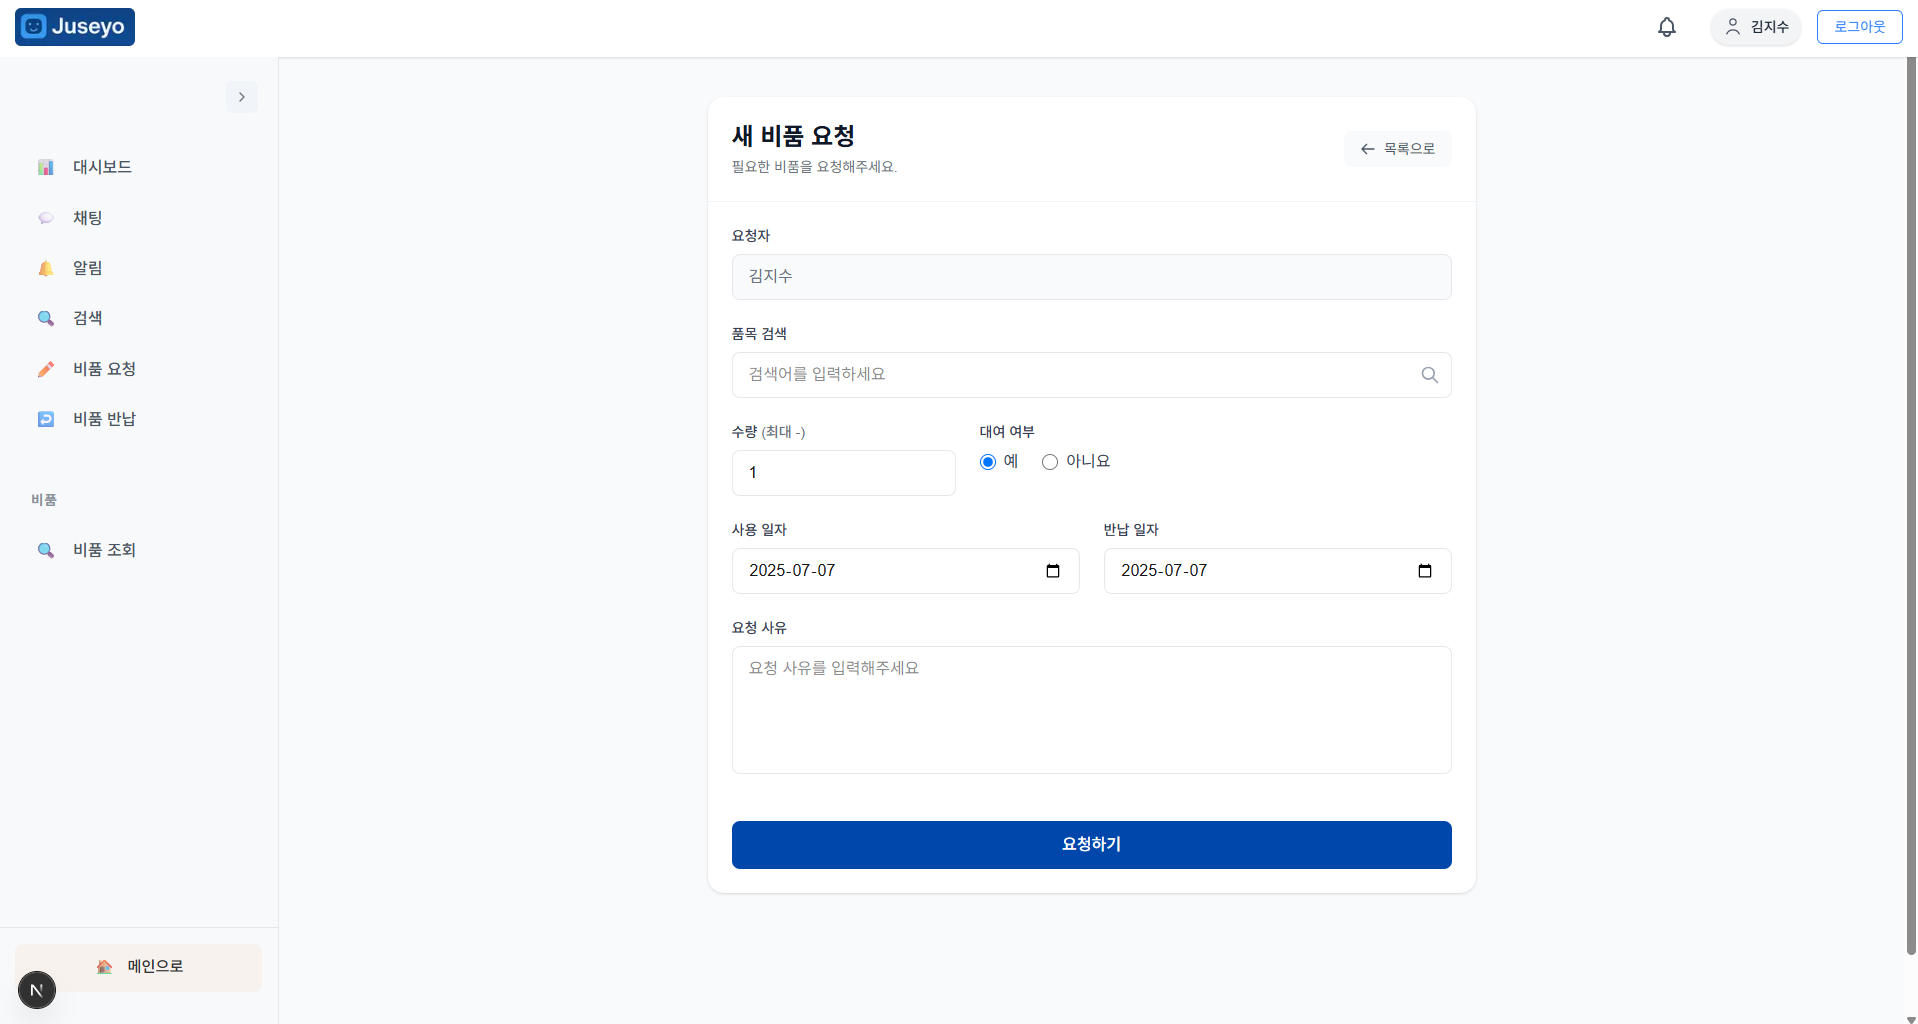 Juseyo
김지수
로그아웃
대시보드
채팅
알림
검색
비품 요청
비품 반납
비품
비품 조회
메인으로
N
새 비품 요청
필요한 비품을 요청해주세요.
목록으로
요청자
김지수
품목 검색
검색어를 입력하세요
수량 (최대 -)
1
대여 여부
예 아니요
사용 일자
2025-07-07
반납 일자
2025-07-07
요청 사유
요청 사유를 입력해주세요
요청하기